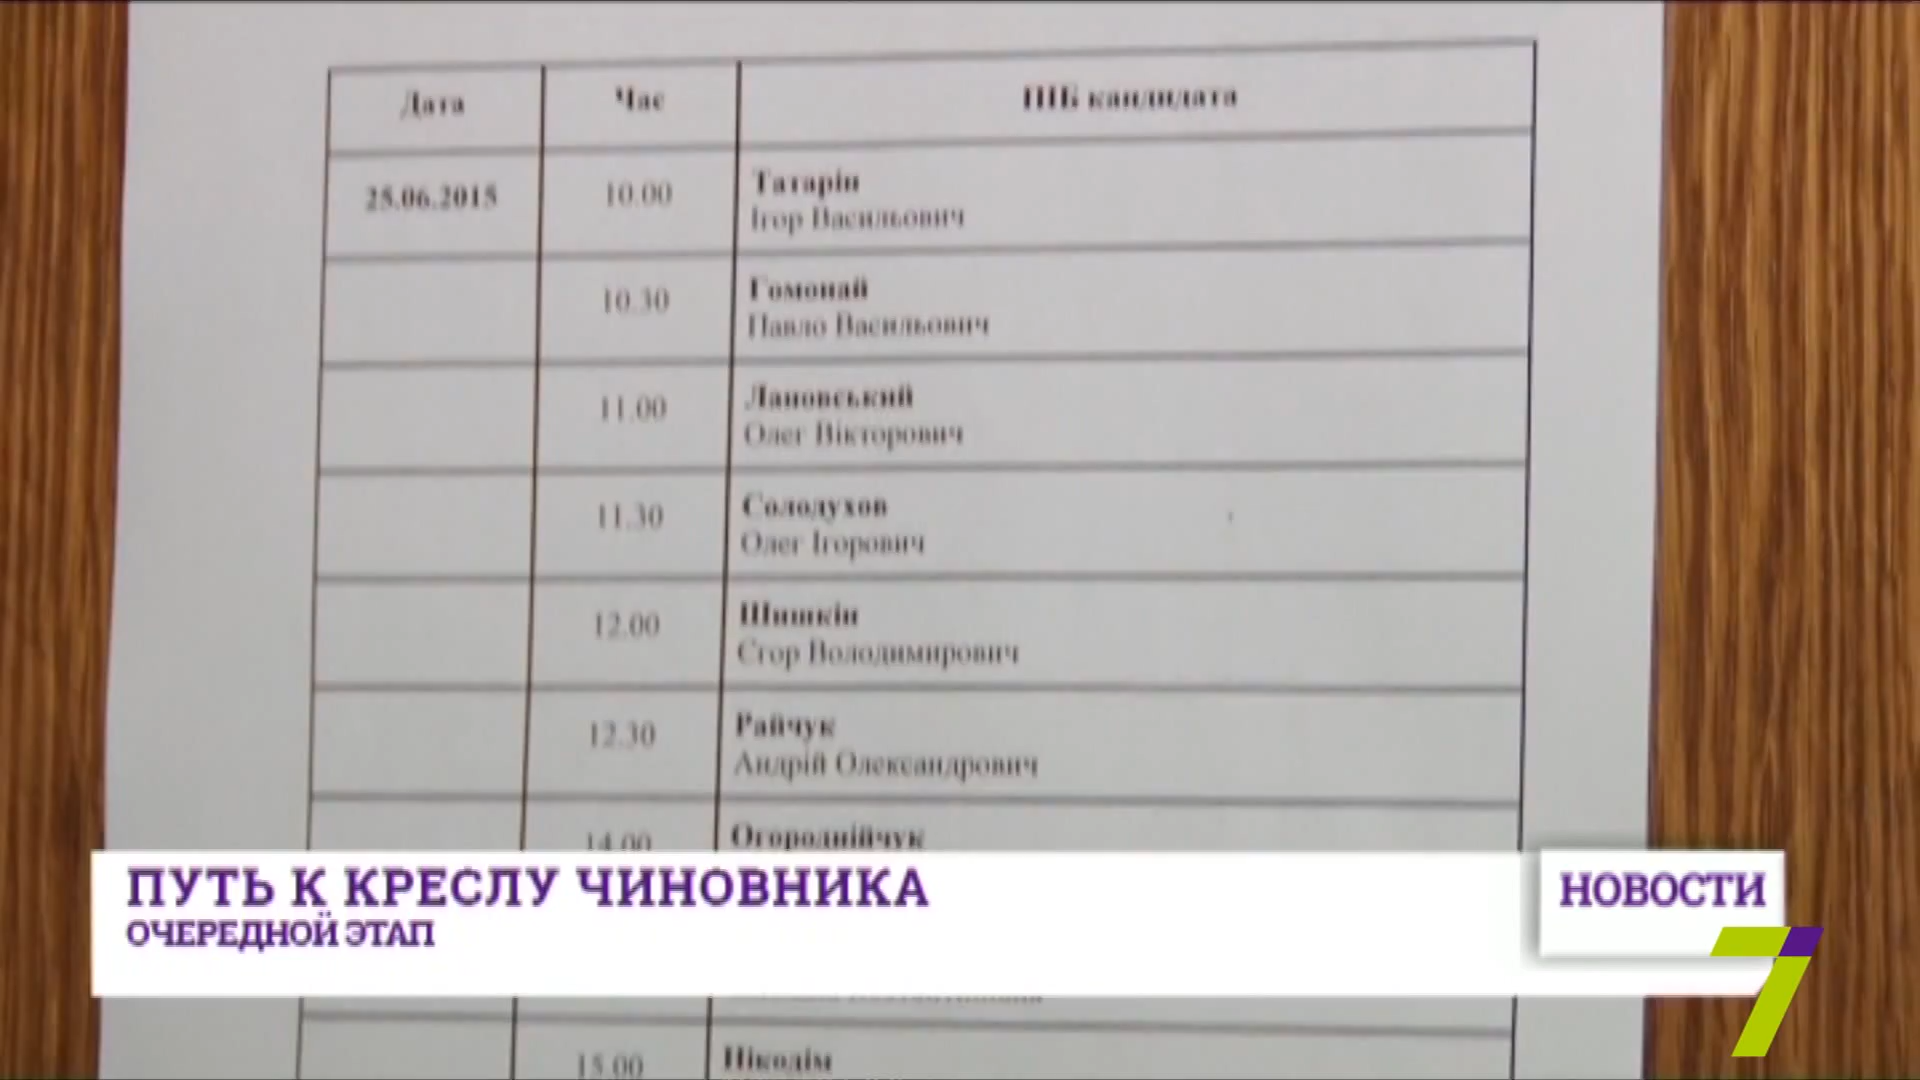 Дата Час ПІБ кандидата
25.06.2015 10.00 Татарін
Ігор Васильович
10.30 Гомонай
Павло Васильович
11.00 Лановський
Олег Вікторович
11.30 Солодухов
Олег Ігорович
12.00 Шишкін
Єгор Володимирович
12.30 Райчук
Андрій Олександрович
14.00 Огороднійчук
ПУТЬ К КРЕСЛУ ЧИНОВНИКА
ОЧЕРЕДНОЙ ЭТАП
НОВОСТИ
7
15.00 Нікодім